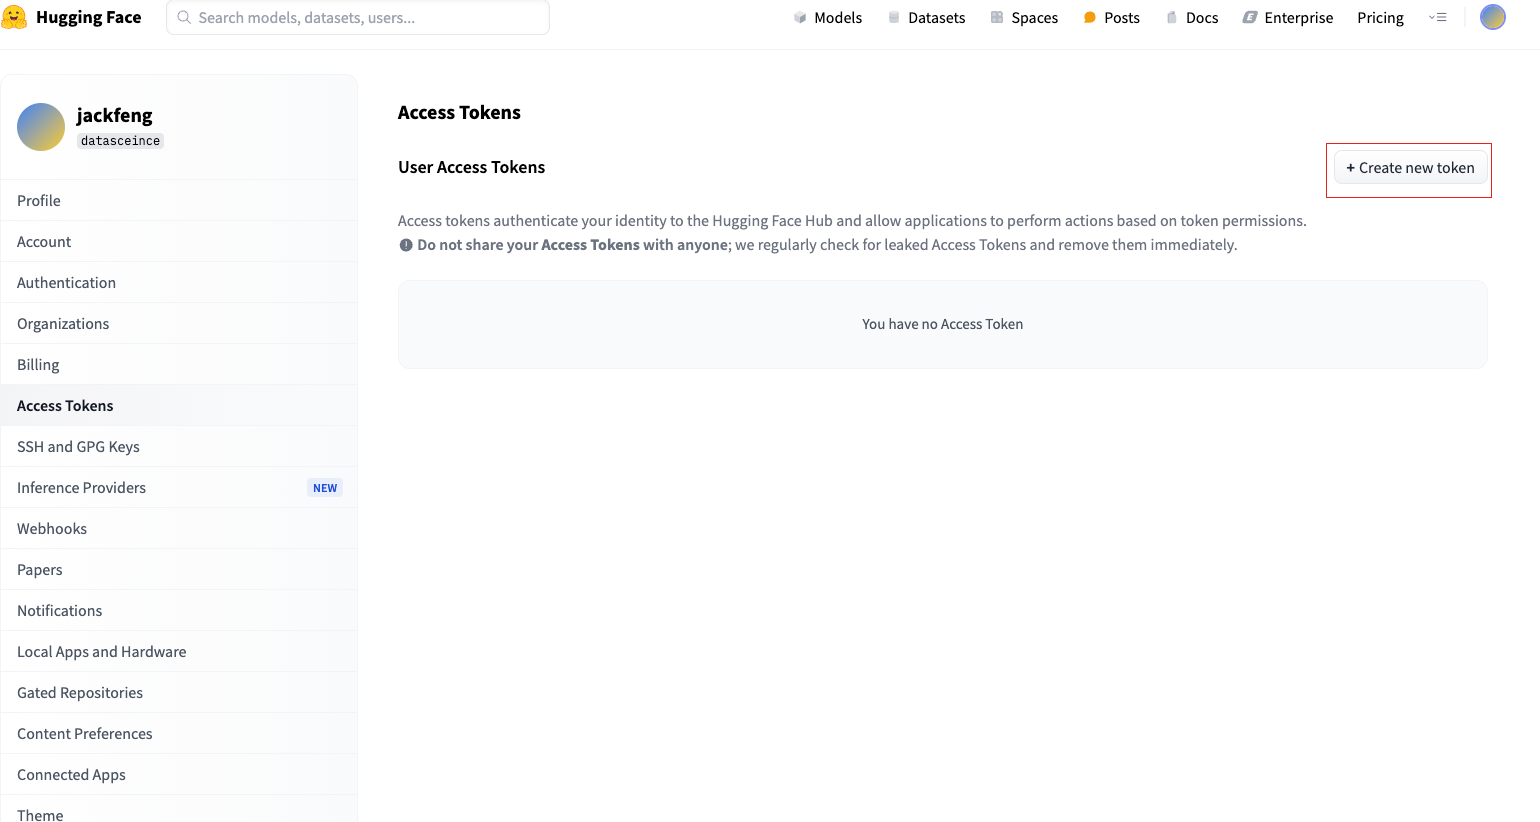 Hugging Face
Search models, datasets, users...
Models
Datasets
Spaces
Posts
Docs
Enterprise
Pricing
jackfeng
datasceince
Profile
Account
Authentication
Organizations
Billing
Access Tokens
SSH and GPG Keys
Inference Providers NEW
Webhooks
Papers
Notifications
Local Apps and Hardware
Gated Repositories
Content Preferences
Connected Apps
Theme
Access Tokens
User Access Tokens
+ Create new token
Access tokens authenticate your identity to the Hugging Face Hub and allow applications to perform actions based on token permissions.
Do not share your Access Tokens with anyone; we regularly check for leaked Access Tokens and remove them immediately.
You have no Access Token